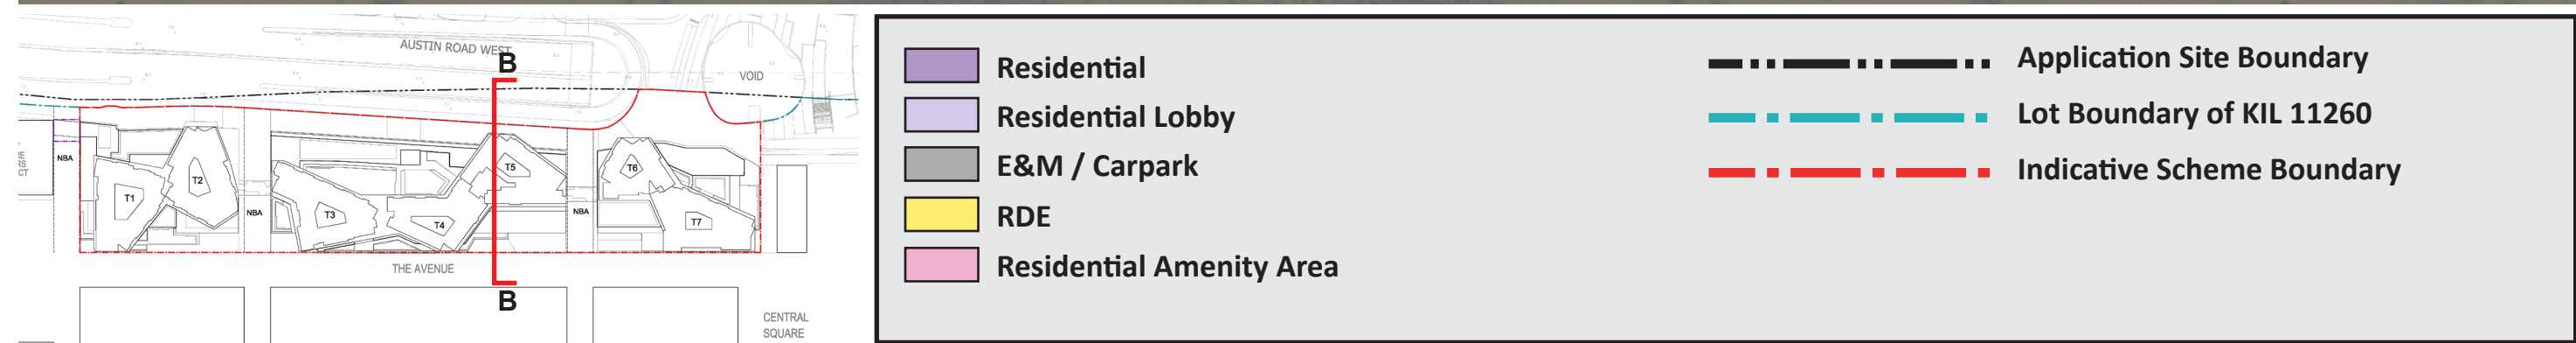 AUSTIN ROAD WEST
B
VOID
NBA
T1
T2
NBA
T3
T4
T5
NBA
T6
T7
THE AVENUE
B
CENTRAL
SQUARE
Residential
Residential Lobby
E&M / Carpark
RDE
Residential Amenity Area
Application Site Boundary
Lot Boundary of KIL 11260
Indicative Scheme Boundary